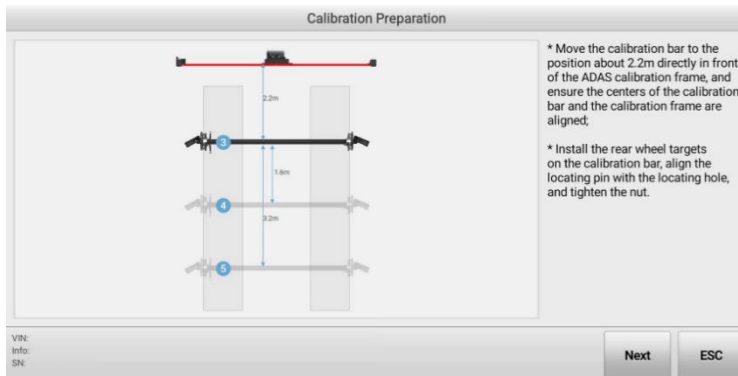 Calibration Preparation
2.2m
3
1.6m
4
3.2m
5
* Move the calibration bar to the
position about 2.2m directly in front
of the ADAS calibration frame, and
ensure the centers of the calibration
bar and the calibration frame are
aligned;
* Install the rear wheel targets
on the calibration bar, align the
locating pin with the locating hole,
and tighten the nut.
VIN:
Info:
SN:
Next
ESC